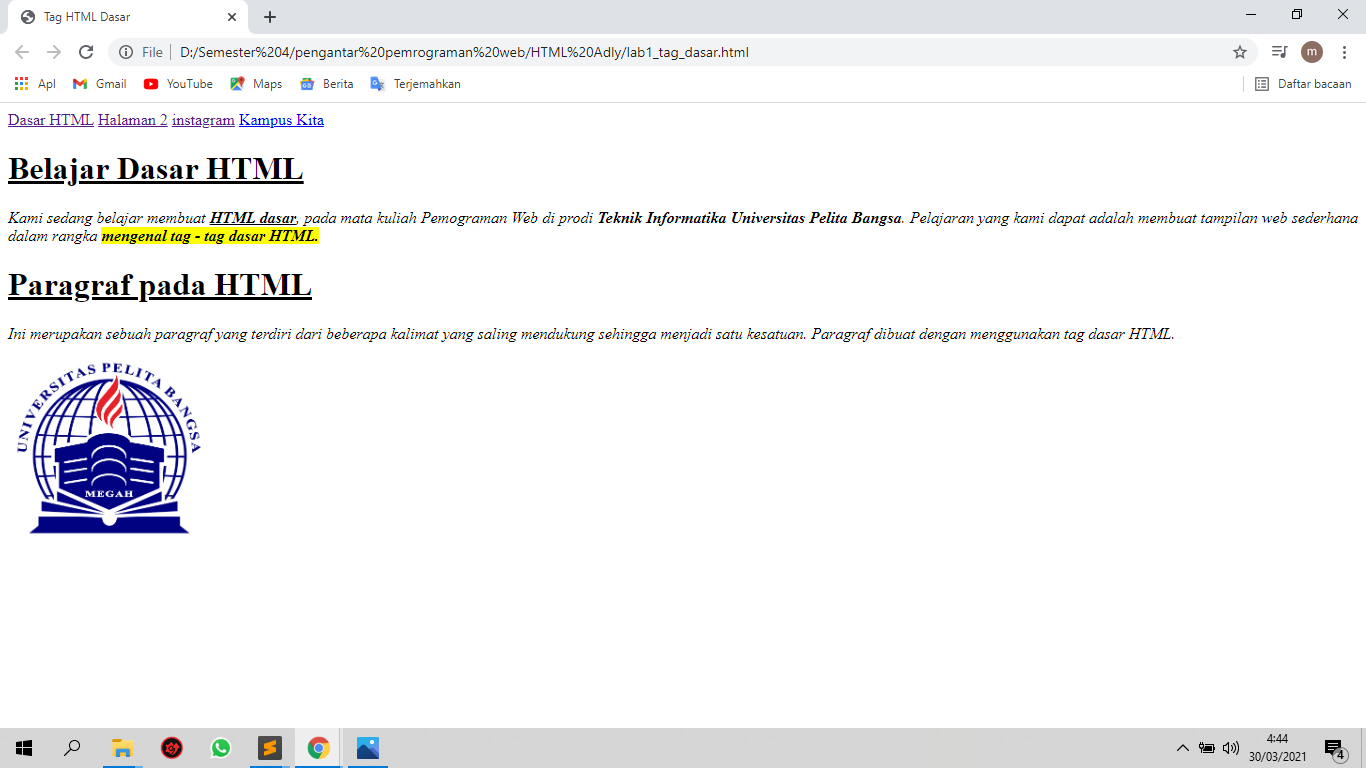 Tag HTML Dasar
File D:/Semester%204/pengantar%20pemrograman%20web/HTML%20Adly/lab1_tag_dasar.html m
Apl Gmail YouTube Maps Berita Terjemahkan Daftar bacaan
Dasar HTML Halaman 2 instagram Kampus Kita
Belajar Dasar HTML
Kami sedang belajar membuat HTML dasar, pada mata kuliah Pemograman Web di prodi Teknik Informatika Universitas Pelita Bangsa. Pelajaran yang kami dapat adalah membuat tampilan web sederhana
dalam rangka mengenal tag - tag dasar HTML.
Paragraf pada HTML
Ini merupakan sebuah paragraf yang terdiri dari beberapa kalimat yang saling mendukung sehingga menjadi satu kesatuan. Paragraf dibuat dengan menggunakan tag dasar HTML.
UNIVERSITAS PELITA BANGSA
MEGAH
4:44
30/03/2021
4